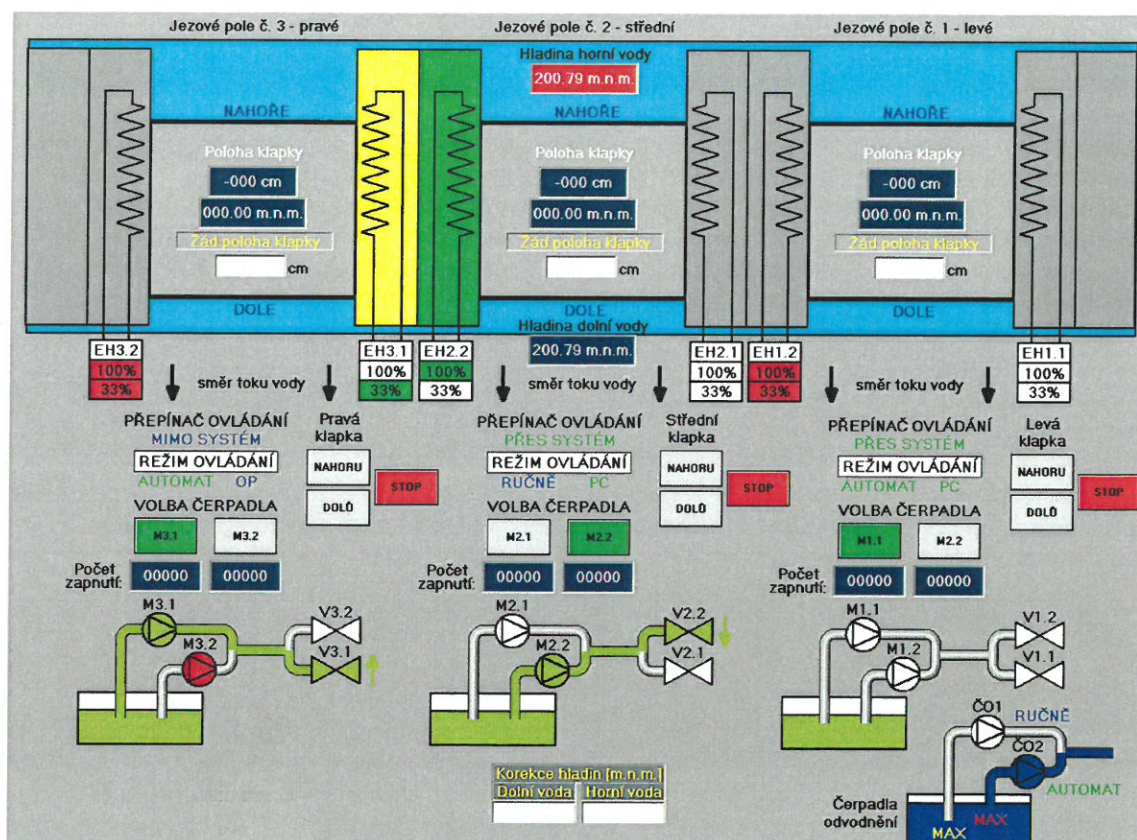 Jezové pole č. 3 - pravé
Jezové pole č. 2 - střední
Jezové pole č. 1 - levé
Hladina horní vody
200.79 m.n.m.
NAHOŘE
NAHOŘE
NAHOŘE
Poloha klapky
Poloha klapky
Poloha klapky
-000 cm
-000 cm
-000 cm
000.00 m.n.m.
000.00 m.n.m.
000.00 m.n.m.
Žád poloha klapky
Žád poloha klapky
Žád poloha klapky
cm
cm
cm
DOLE
DOLE
DOLE
Hladina dolní vody
200.79 m.n.m.
EH3.2
100%
33%
EH3.1
100%
33%
EH2.2
100%
33%
EH2.1
100%
33%
EH1.2
100%
33%
EH1.1
100%
33%
směr toku vody
směr toku vody
směr toku vody
PŘEPÍNAČ OVLÁDÁNÍ
MIMO SYSTÉM
REŽIM OVLÁDÁNÍ
AUTOMAT OP
Pravá
klapka
NAHORU
DOLŮ
STOP
VOLBA ČERPADLA
M3.1
M3.2
Počet
zapnutí:
00000
00000
PŘEPÍNAČ OVLÁDÁNÍ
PŘES SYSTÉM
REŽIM OVLÁDÁNÍ
RUČNĚ PC
Střední
klapka
NAHORU
DOLŮ
STOP
VOLBA ČERPADLA
M2.1
M2.2
Počet
zapnutí:
00000
00000
PŘEPÍNAČ OVLÁDÁNÍ
PŘES SYSTÉM
REŽIM OVLÁDÁNÍ
AUTOMAT PC
Levá
klapka
NAHORU
DOLŮ
STOP
VOLBA ČERPADLA
M1.1
M2.2
Počet
zapnutí:
00000
00000
M3.1
M3.2
V3.2
V3.1
M2.1
M2.2
V2.2
V2.1
M1.1
M1.2
V1.2
V1.1
ČO1
RUČNĚ
ČO2
AUTOMAT
Čerpadla
odvodnění
MAX
MAX
Korekce hladin [m.n.m.]
Dolní voda
Horní voda